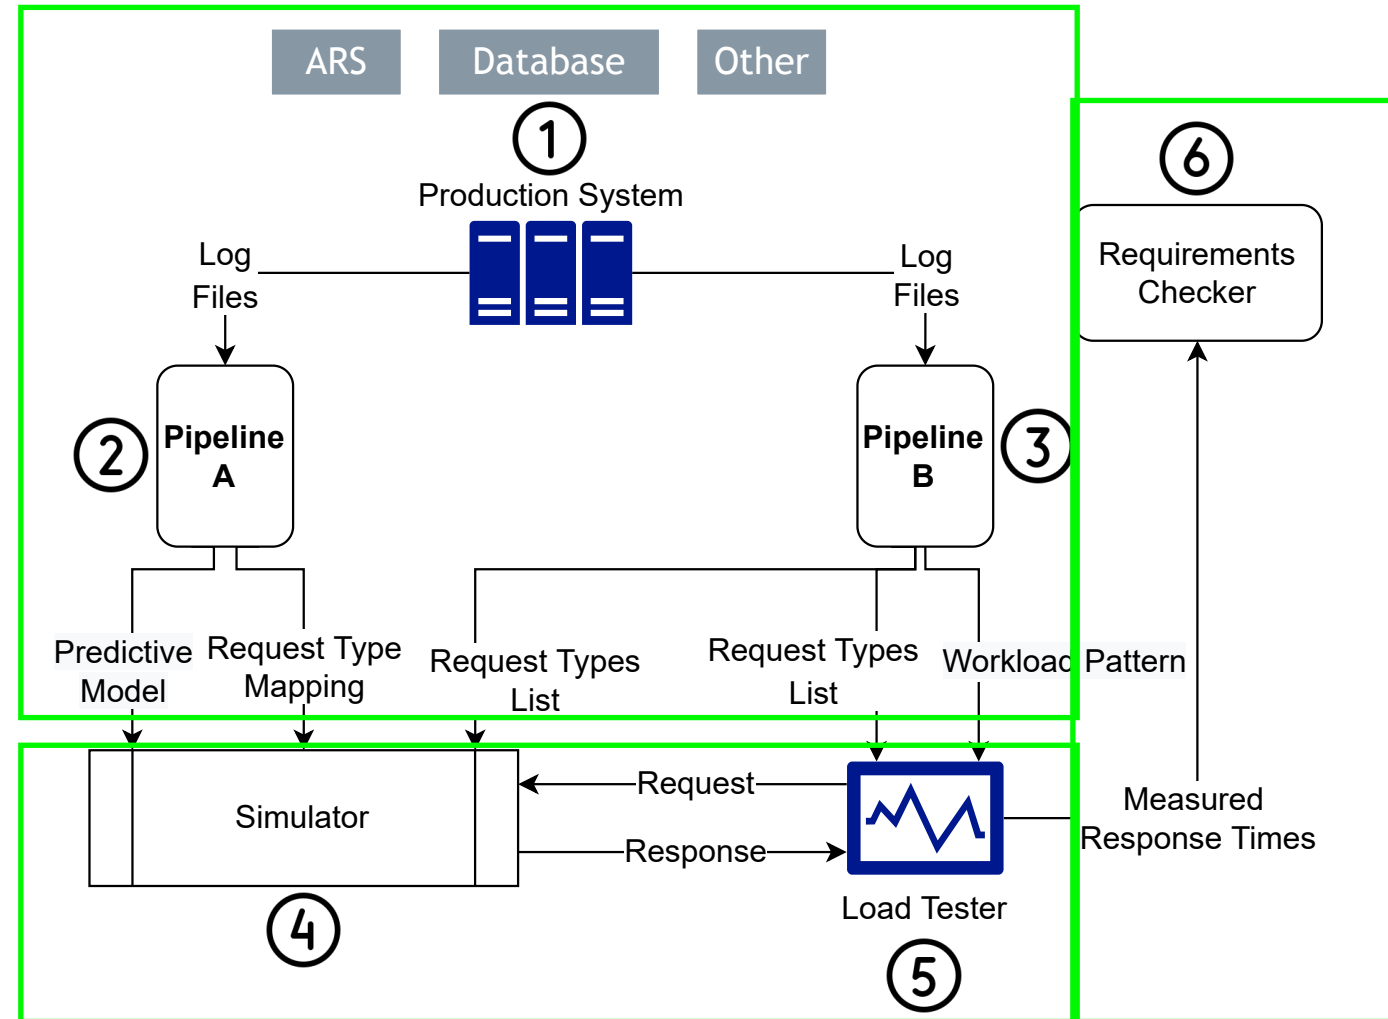 ARS Database Other
1
Production System
Log
Files
Log
Files
6
Requirements
Checker
2
Pipeline
A
Pipeline
B
3
Predictive
Model
Request Type
Mapping
Request Types
List
Request Types
List
Workload Pattern
Simulator
Request
Response
Measured
Response Times
Load Tester
4
5